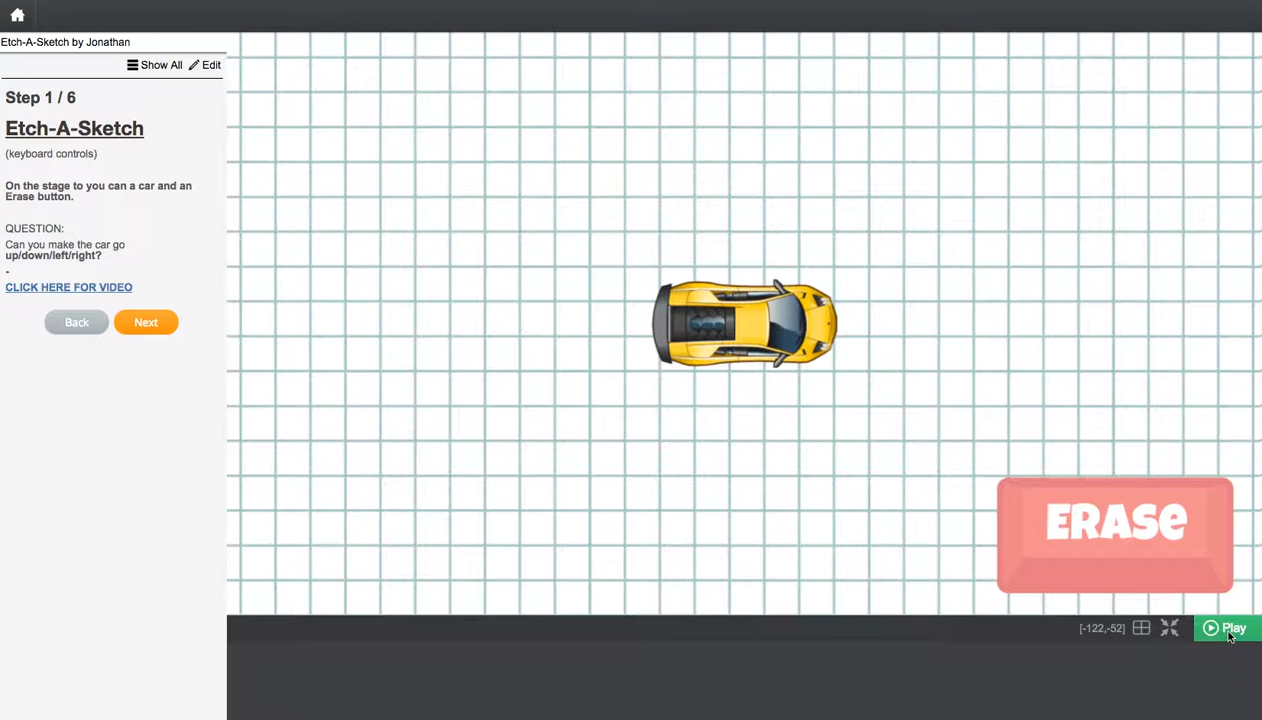 Etch-A-Sketch by Jonathan
Show All Edit
Step 1 / 6
Etch-A-Sketch
(keyboard controls)
On the stage to you can a car and an
Erase button.
QUESTION:
Can you make the car go
up/down/left/right?
-
CLICK HERE FOR VIDEO
Back Next
ERASE
[-122,-52]
Play